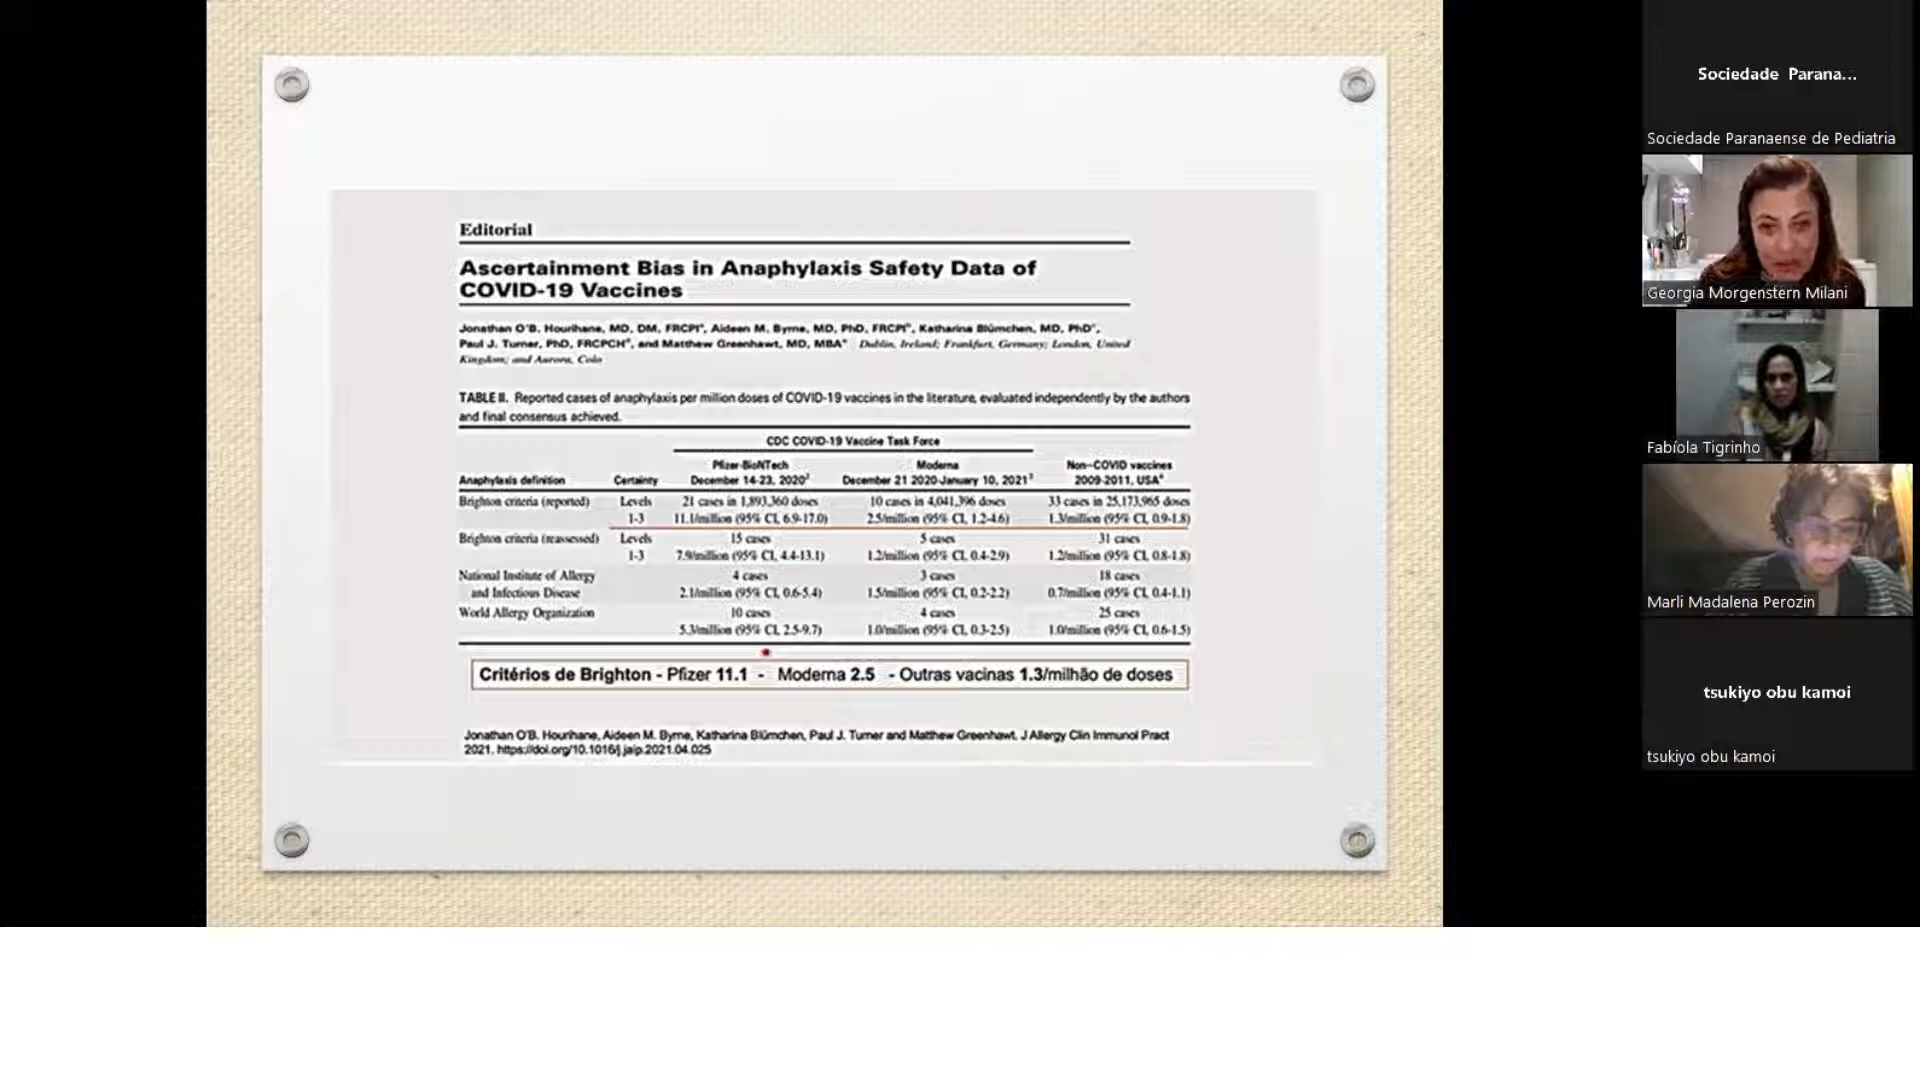 Editorial
Ascertainment Bias in Anaphylaxis Safety Data of
COVID-19 Vaccines
Jonathan O'B. Hourihane, MD, DM, FRCPI, Aideen M. Byrne, MD, PhD, FRCPI, Katharina Blümchen, MD, PhD,
Paul J. Turner, PhD, FRCPCH, and Matthew Greenhawt, MD, MBA Dublin, Ireland; Frankfurt, Germany; London, United
Kingdom; and Aurora, Colo
TABLE II. Reported cases of anaphylaxis per million doses of COVID-19 vaccines in the literature, evaluated independently by the authors
and final consensus achieved.
CDC COVID-19 Vaccine Task Force
Pfizer-BioNTech Moderna Non–COVID vaccines
Anaphylaxis definition Certainty December 14-23, 2020 December 21 2020-January 10, 2021 2009-2011, USA
Brighton criteria (reported) Levels 21 cases in 1,893,360 doses 10 cases in 4,041,396 doses 33 cases in 25,173,965 doses
1-3 11.1/million (95% CI, 6.9-17.0) 2.5/million (95% CI, 1.2-4.6) 1.3/million (95% CI, 0.9-1.8)
Brighton criteria (reassessed) Levels 15 cases 5 cases 31 cases
1-3 7.9/million (95% CI, 4.4-13.1) 1.2/million (95% CI, 0.4-2.9) 1.2/million (95% CI, 0.8-1.8)
National Institute of Allergy 4 cases 3 cases 18 cases
and Infectious Disease 2.1/million (95% CI, 0.6-5.4) 1.5/million (95% CI, 0.2-2.2) 0.7/million (95% CI, 0.4-1.1)
World Allergy Organization 10 cases 4 cases 25 cases
5.3/million (95% CI, 2.5-9.7) 1.0/million (95% CI, 0.3-2.5) 1.0/million (95% CI, 0.6-1.5)
Critérios de Brighton - Pfizer 11.1 - Moderna 2.5 - Outras vacinas 1.3/milhão de doses
Jonathan O'B. Hourihane, Aideen M. Byrne, Katharina Blümchen, Paul J. Turner and Matthew Greenhawt. J Allergy Clin Immunol Pract
2021. https://doi.org/10.1016/j.jaip.2021.04.025
Sociedade Parana...
Sociedade Paranaense de Pediatria
Georgia Morgenstern Milani
Fabíola Tigrinho
Marli Madalena Perozin
tsukiyo obu kamoi
tsukiyo obu kamoi